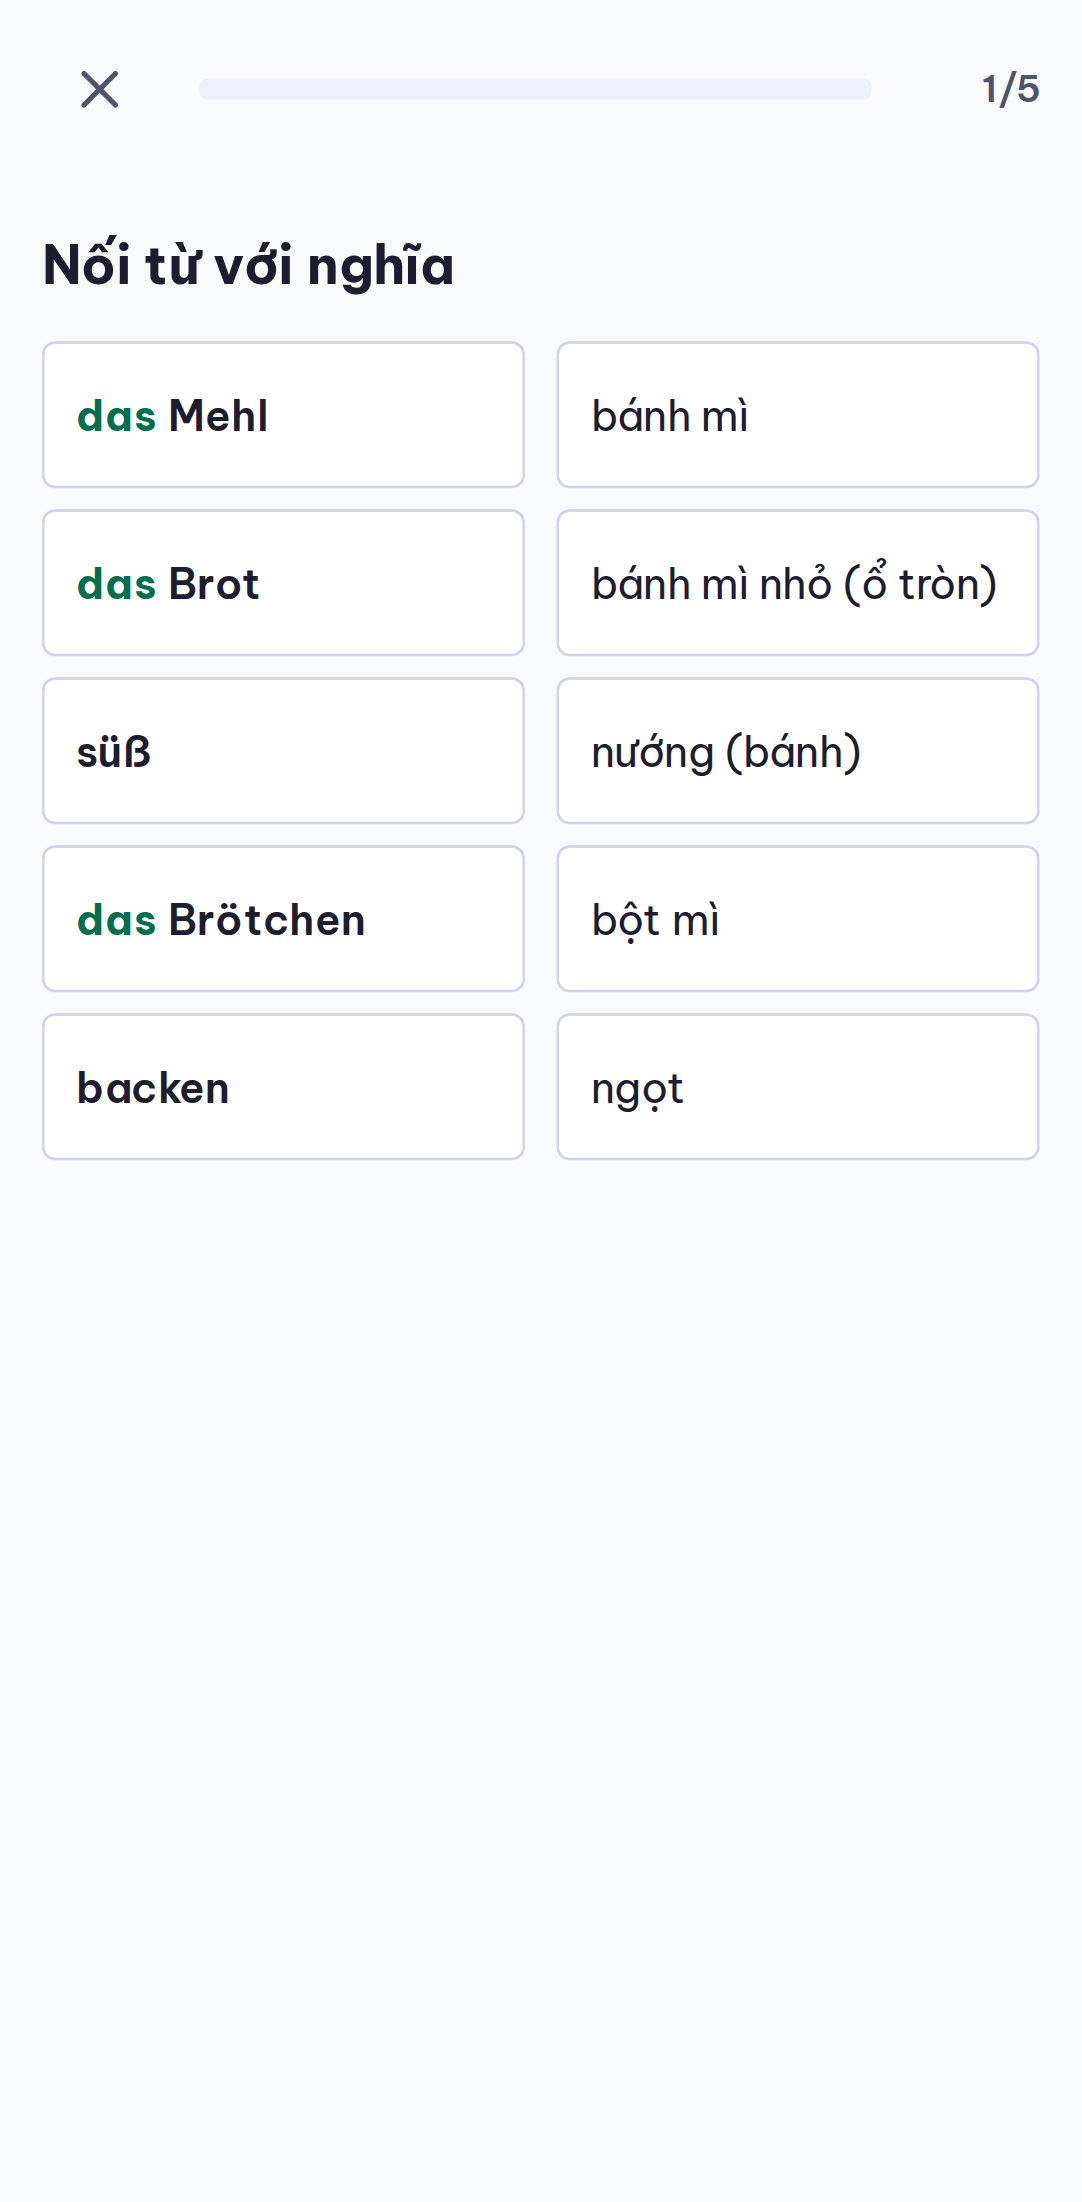 1/5
Nối từ với nghĩa
das Mehl
bánh mì
das Brot
bánh mì nhỏ (ổ tròn)
süß
nướng (bánh)
das Brötchen
bột mì
backen
ngọt